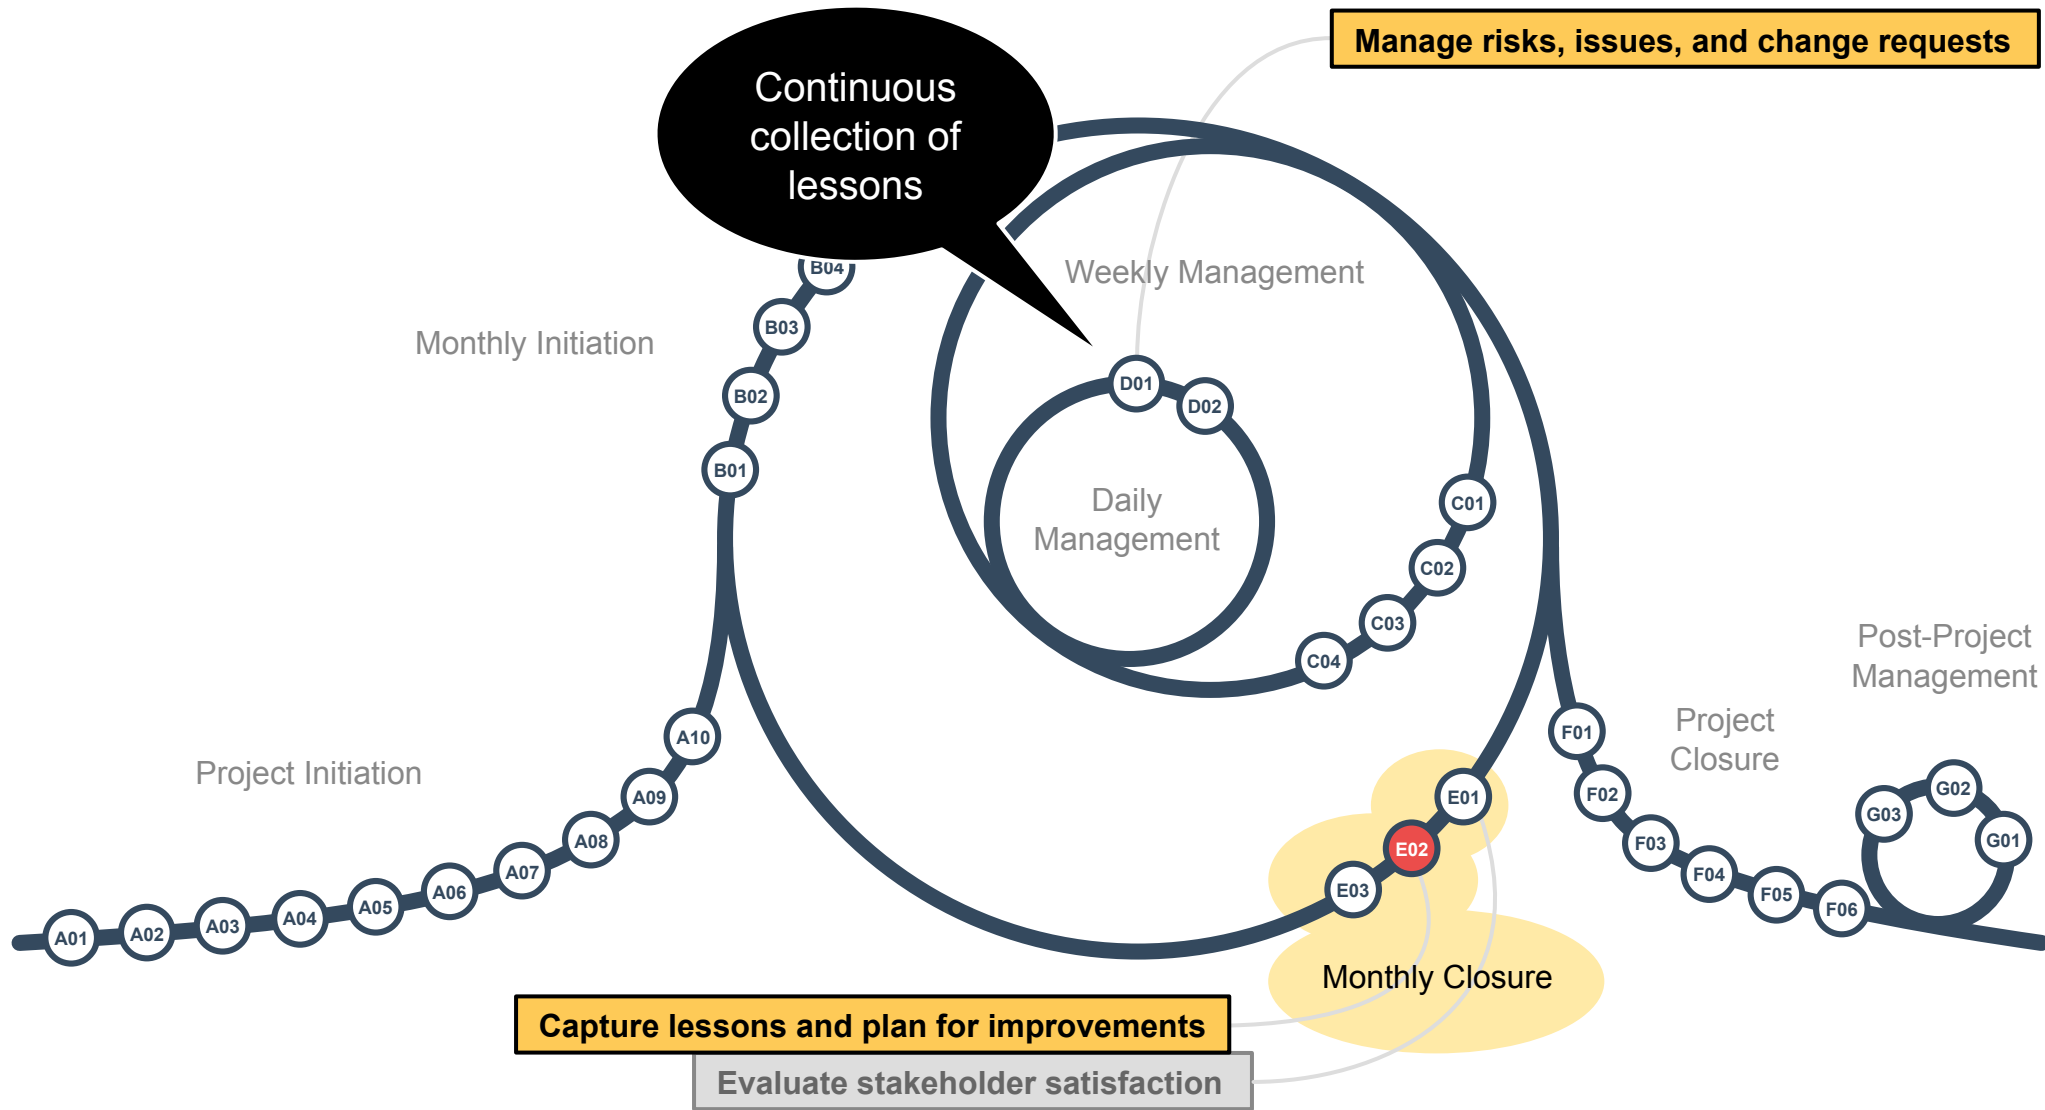 Manage risks, issues, and change requests
Continuous
collection of
lessons
Weekly Management
B04
B03
Monthly Initiation
B02
B01
D01
D02
Daily
Management
C01
C02
C03
C04
Post-Project
Management
Project
Closure
Project Initiation
A01
A02
A03
A04
A05
A06
A07
A08
A09
A10
E01
E02
E03
F01
F02
F03
F04
F05
F06
G03
G02
G01
Monthly Closure
Capture lessons and plan for improvements
Evaluate stakeholder satisfaction